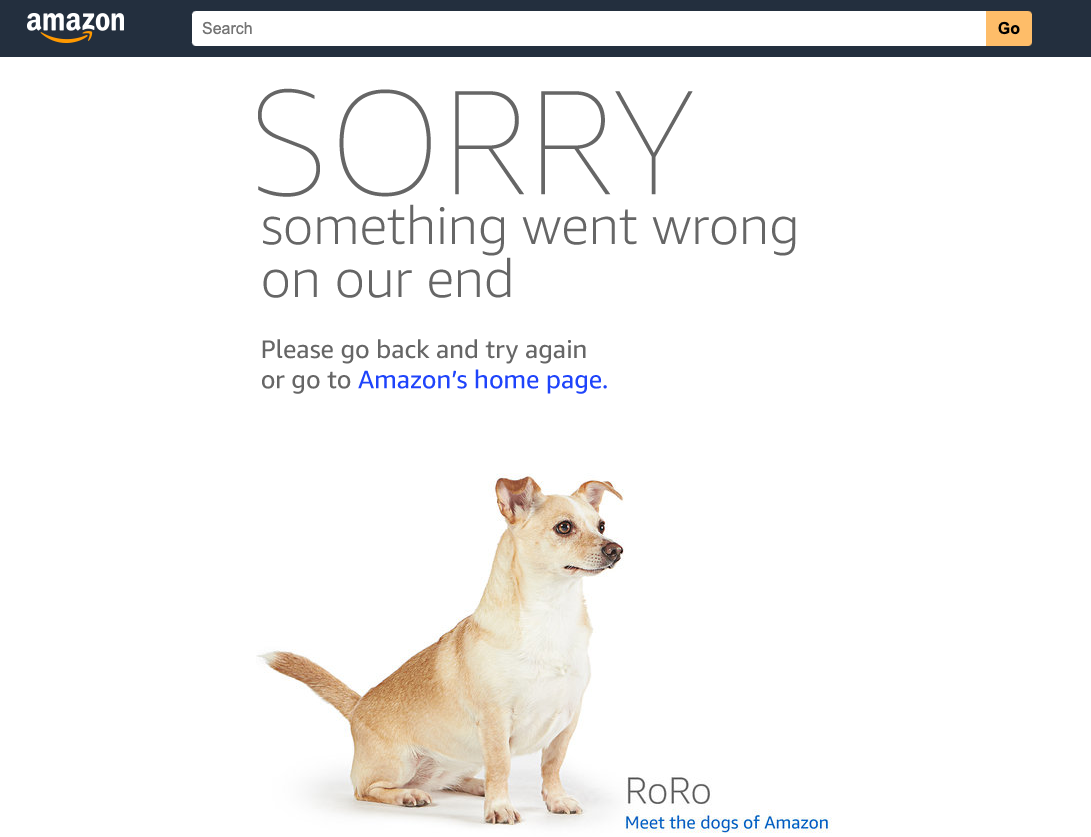 amazon
Search
Go
SORRY
something went wrong
on our end
Please go back and try again
or go to Amazon’s home page.
RoRo
Meet the dogs of Amazon